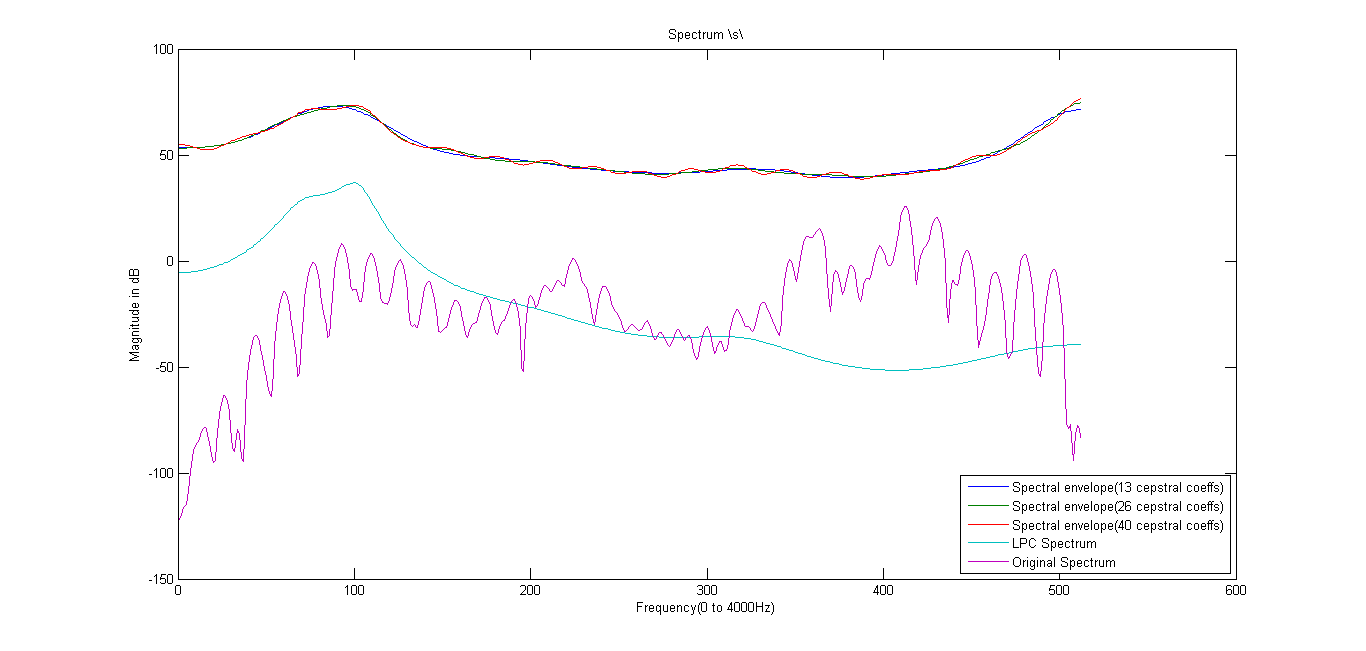 Spectrum \s\
100
50
0
-50
-100
-150
Magnitude in dB
0 100 200 300 400 500 600
Frequency(0 to 4000Hz)
Spectral envelope(13 cepstral coeffs)
Spectral envelope(26 cepstral coeffs)
Spectral envelope(40 cepstral coeffs)
LPC Spectrum
Original Spectrum